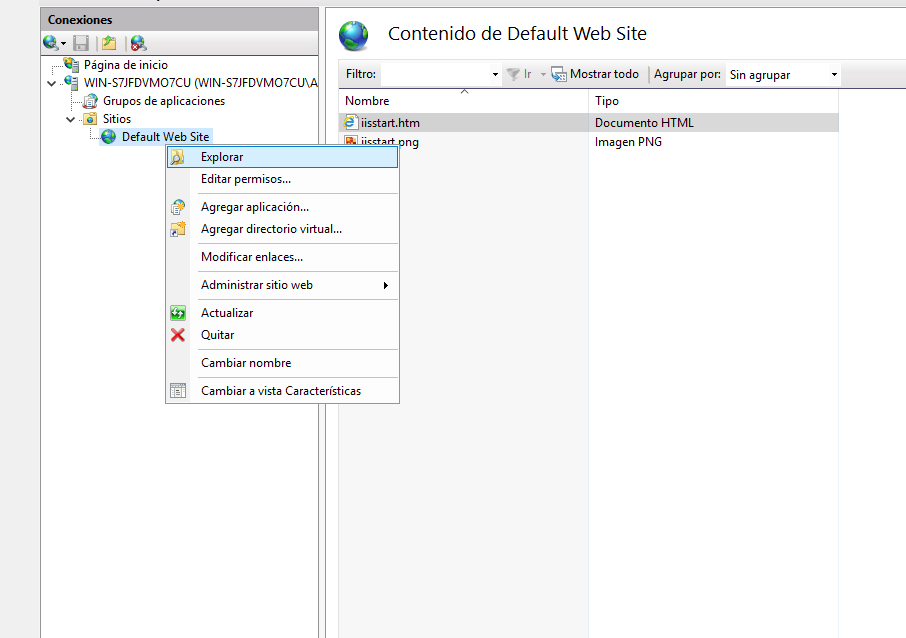 Conexiones
Página de inicio
WIN-S7JFDVMO7CU (WIN-S7JFDVMO7CU\A
Grupos de aplicaciones
Sitios
Default Web Site
Explorar
Editar permisos...
Agregar aplicación...
Agregar directorio virtual...
Modificar enlaces...
Administrar sitio web
Actualizar
Quitar
Cambiar nombre
Cambiar a vista Características
Contenido de Default Web Site
Filtro: Ir Mostrar todo Agrupar por: Sin agrupar
Nombre Tipo
iisstart.htm Documento HTML
iisstart.png Imagen PNG